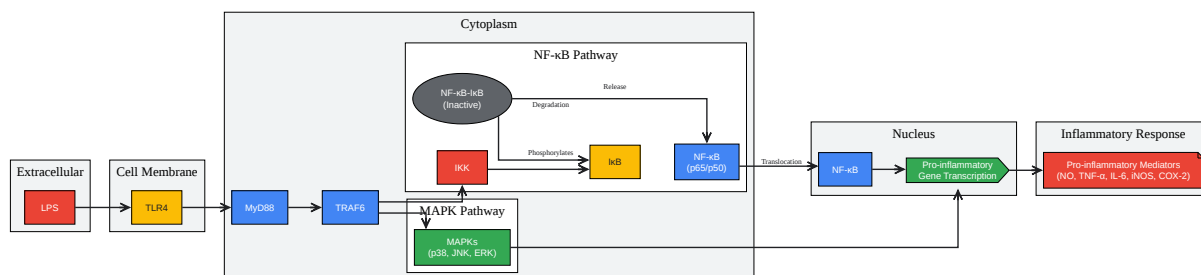 Cytoplasm
NF-κB Pathway
NF-κB-IκB
(Inactive)
Release
Degradation
Phosphorylates
IKK
IκB
NF-κB
(p65/p50)
Translocation
Nucleus
NF-κB
Pro-inflammatory
Gene Transcription
Inflammatory Response
Pro-inflammatory Mediators
(NO, TNF-α, IL-6, iNOS, COX-2)
Extracellular
LPS
Cell Membrane
TLR4
MyD88
TRAF6
MAPK Pathway
MAPKs
(p38, JNK, ERK)